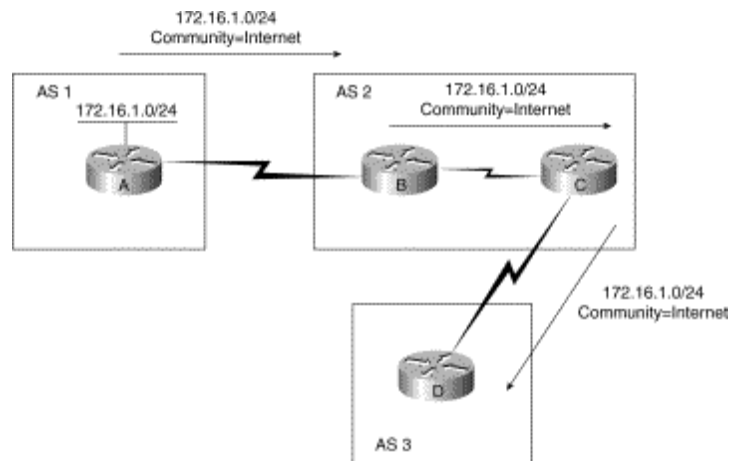 172.16.1.0/24
Community=Internet
AS 1
172.16.1.0/24
A
AS 2
172.16.1.0/24
Community=Internet
B
C
172.16.1.0/24
Community=Internet
D
AS 3